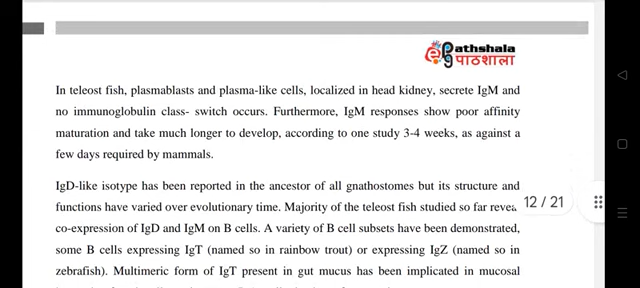 ePathshala
पाठशाला
In teleost fish, plasmablasts and plasma-like cells, localized in head kidney, secrete IgM and
no immunoglobulin class- switch occurs. Furthermore, IgM responses show poor affinity
maturation and take much longer to develop, according to one study 3-4 weeks, as against a
few days required by mammals.
IgD-like isotype has been reported in the ancestor of all gnathostomes but its structure and
functions have varied over evolutionary time. Majority of the teleost fish studied so far
12 / 21
co-expression of IgD and IgM on B cells. A variety of B cell subsets have been demonstrated,
some B cells expressing IgT (named so in rainbow trout) or expressing IgZ (named so in
zebrafish). Multimeric form of IgT present in gut mucus has been implicated in mucosal